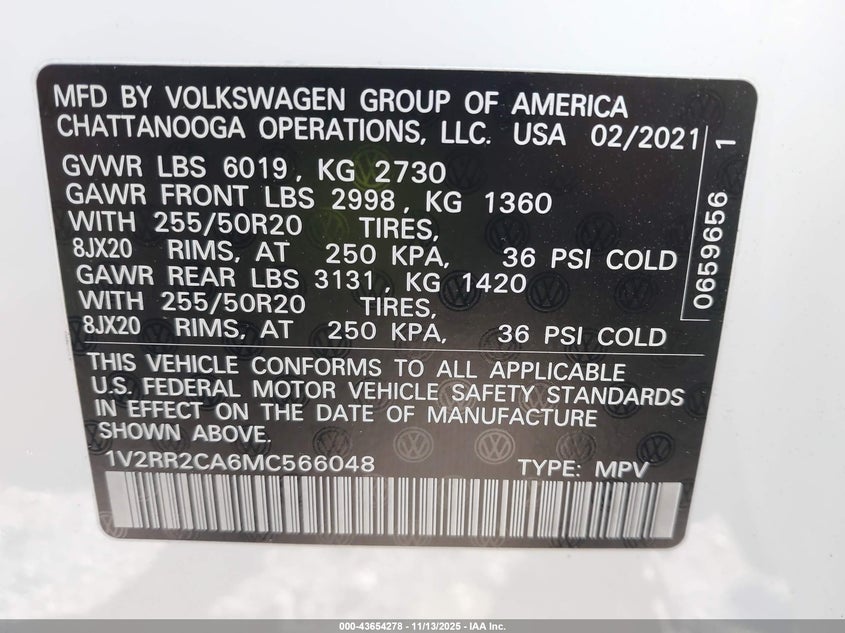 MFD BY VOLKSWAGEN GROUP OF AMERICA
CHATTANOOGA OPERATIONS, LLC. USA 02/2021
GVWR LBS 6019, KG 2730
GAWR FRONT LBS 2998, KG 1360
WITH 255/50R20 TIRES,
8JX20 RIMS, AT 250 KPA, 36 PSI COLD
GAWR REAR LBS 3131, KG 1420
WITH 255/50R20 TIRES,
8JX20 RIMS, AT 250 KPA, 36 PSI COLD
0659656 1
THIS VEHICLE CONFORMS TO ALL APPLICABLE
U.S. FEDERAL MOTOR VEHICLE SAFETY STANDARDS
IN EFFECT ON THE DATE OF MANUFACTURE
SHOWN ABOVE.
1V2RR2CA6MC566048 TYPE: MPV
000-43654278 - 11/13/2025 - IAA Inc.